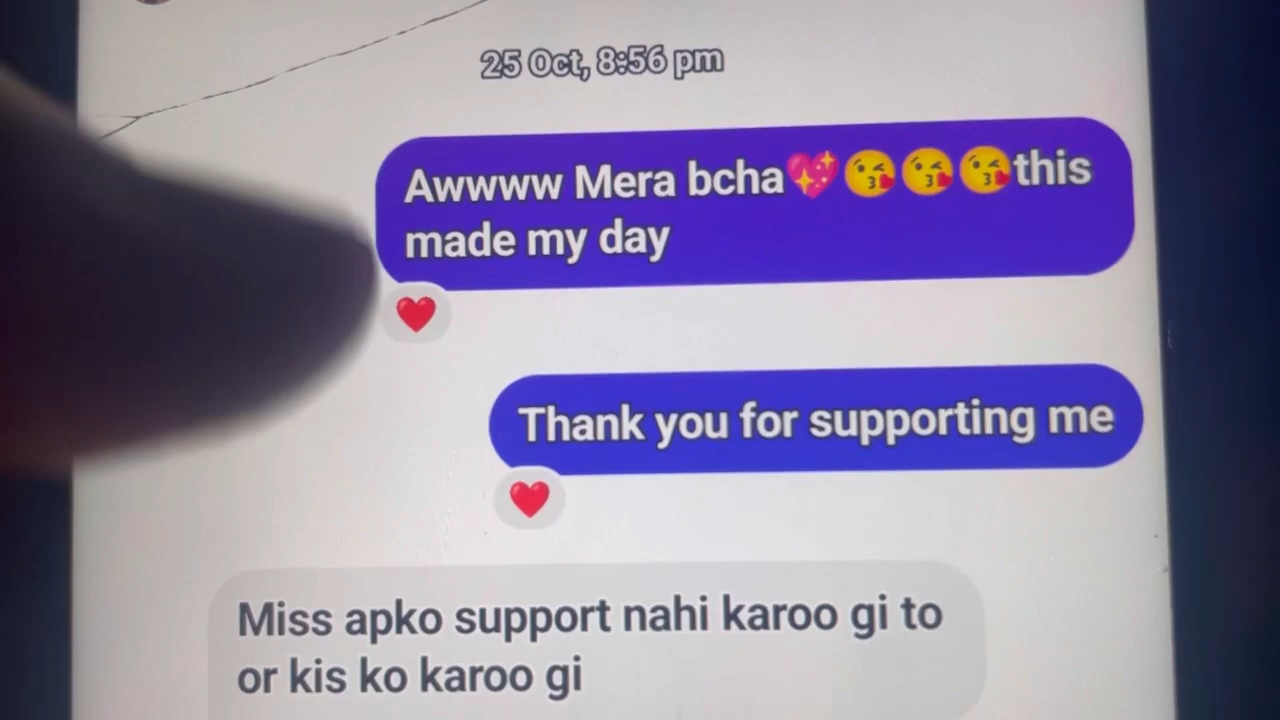 25 Oct, 8:56 pm
Awwww Mera bcha💖😘😘😘this
made my day
Thank you for supporting me
Miss apko support nahi karoo gi to
or kis ko karoo gi